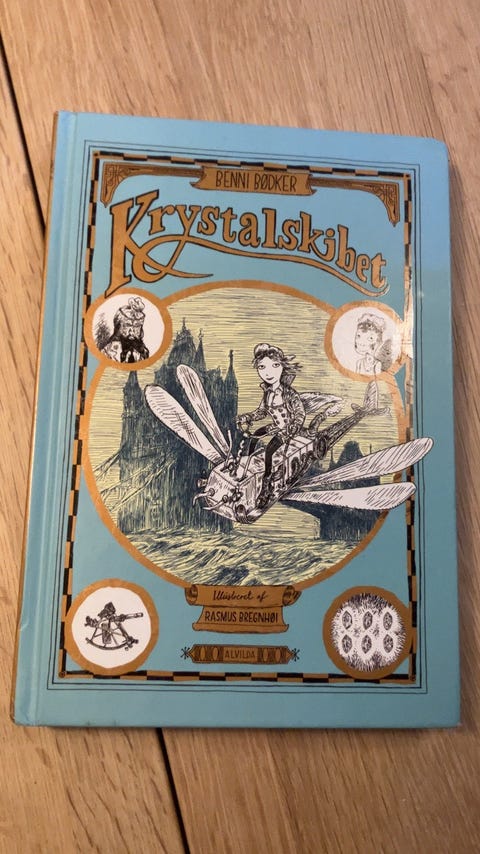 BENNI BØDKER
Krystalskibet
Illustreret af
RASMUS BREGNHØI
ALVILDA